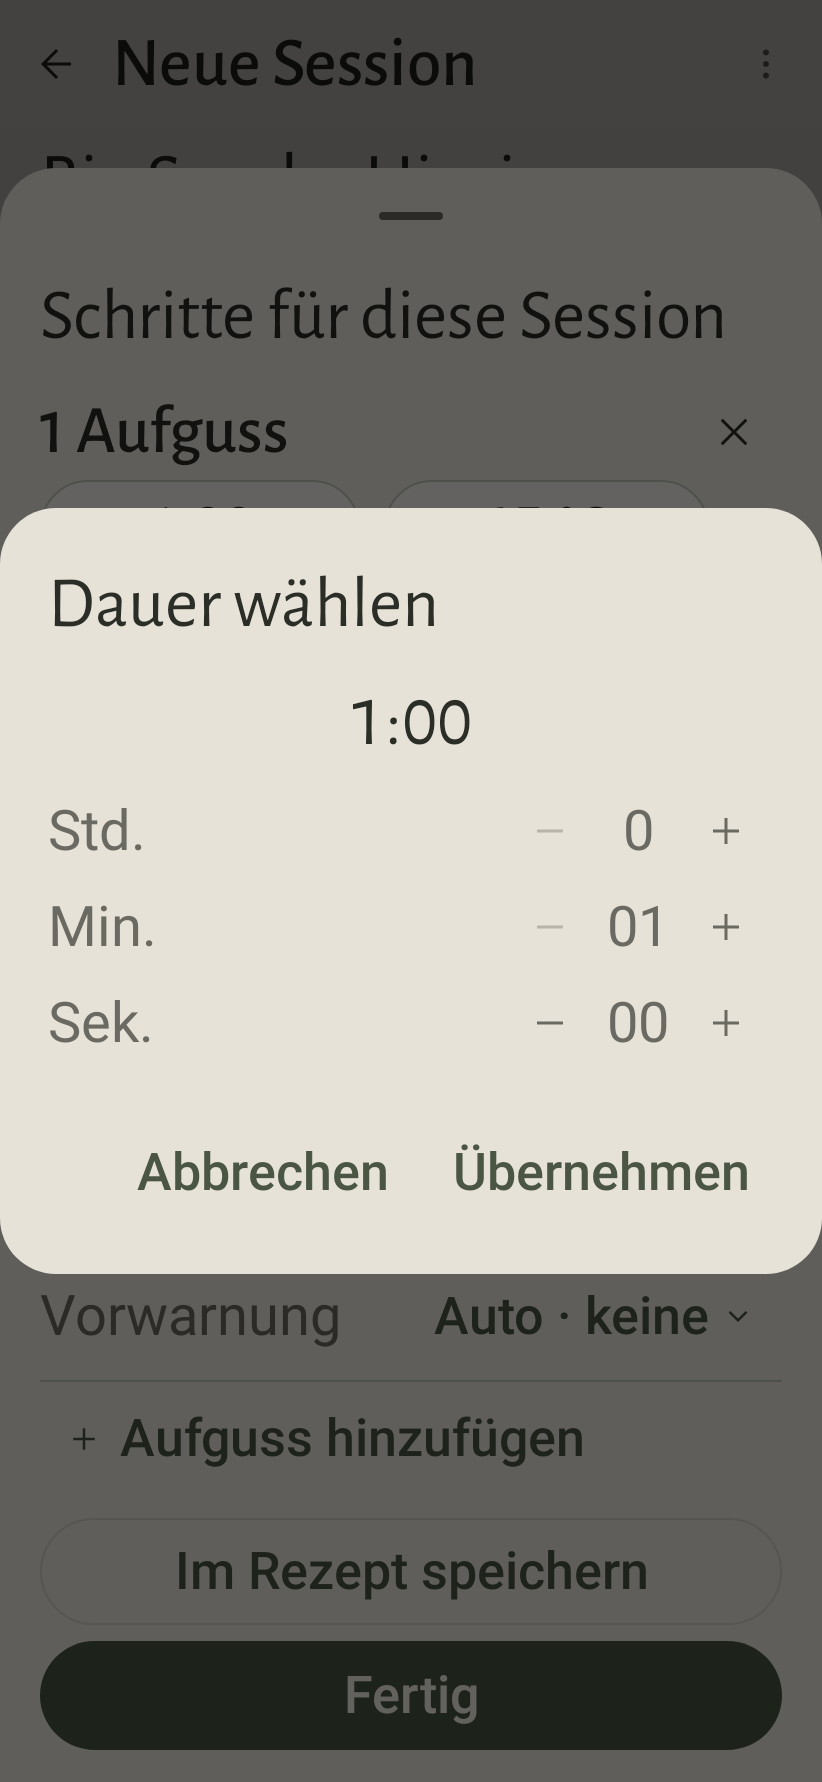 Neue Session
Schritte für diese Session
1 Aufguss
Dauer wählen
1:00
Std. − 0 +
Min. − 01 +
Sek. − 00 +
Abbrechen Übernehmen
Vorwarnung Auto · keine
+ Aufguss hinzufügen
Im Rezept speichern
Fertig